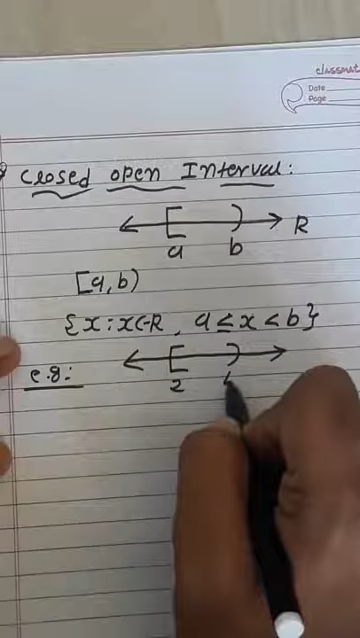 classmate
Date
Page
Closed open Interval:
R
a b
[a,b)
{x : x∈R , a≤x<b}
e.g:
2